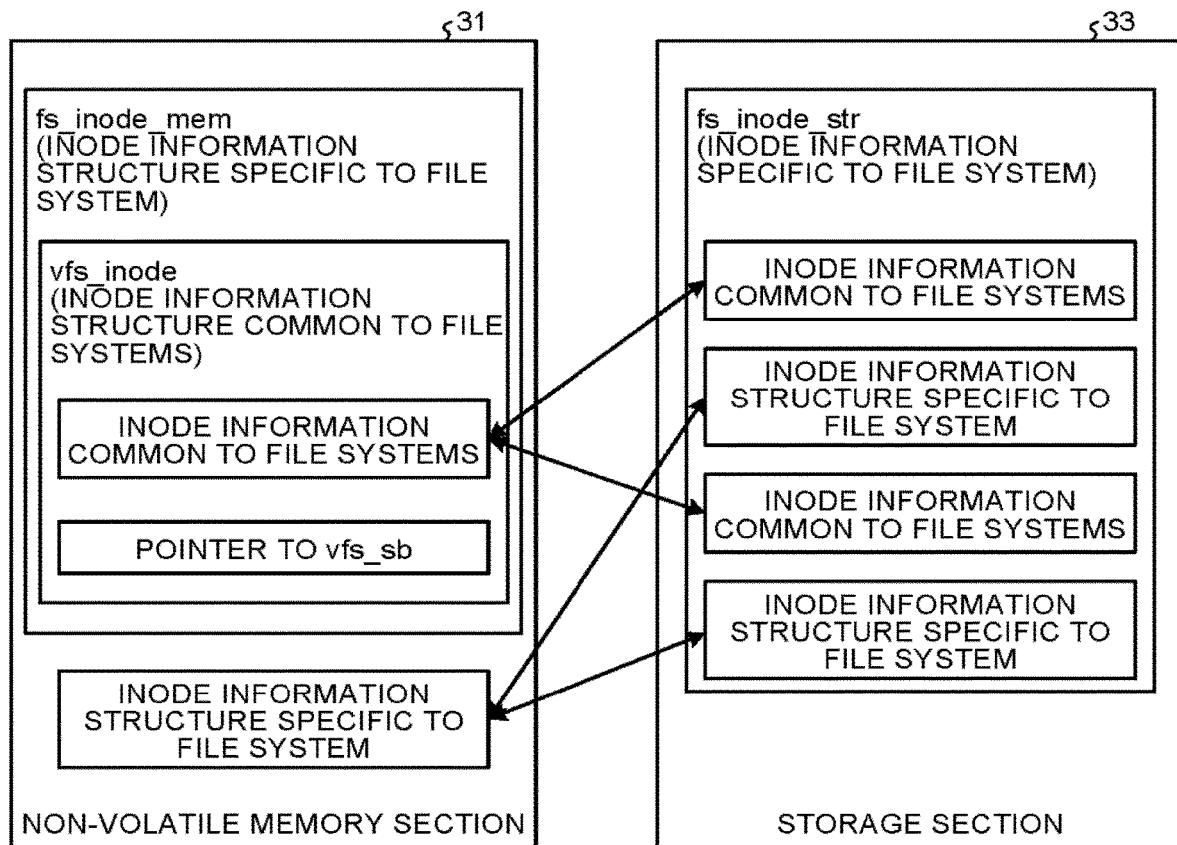 31
fs_inode_mem
(INODE INFORMATION
STRUCTURE SPECIFIC TO FILE
SYSTEM)
vfs_inode
(INODE INFORMATION
STRUCTURE COMMON TO FILE
SYSTEMS)
INODE INFORMATION
COMMON TO FILE SYSTEMS
POINTER TO vfs_sb
INODE INFORMATION
STRUCTURE SPECIFIC TO
FILE SYSTEM
NON-VOLATILE MEMORY SECTION
33
fs_inode_str
(INODE INFORMATION
SPECIFIC TO FILE SYSTEM)
INODE INFORMATION
COMMON TO FILE SYSTEMS
INODE INFORMATION
STRUCTURE SPECIFIC TO
FILE SYSTEM
INODE INFORMATION
COMMON TO FILE SYSTEMS
INODE INFORMATION
STRUCTURE SPECIFIC TO
FILE SYSTEM
STORAGE SECTION